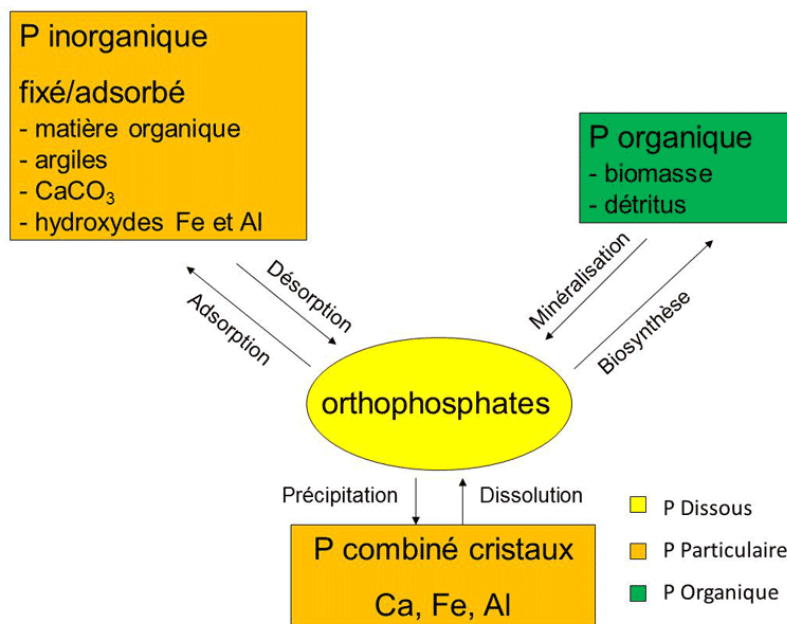 P inorganique
fixé/adsorbé
- matière organique
- argiles
- CaCO₃
- hydroxydes Fe et Al
P organique
- biomasse
- détritus
Désorption
Adsorption
Minéralisation
Biosynthèse
orthophosphates
Précipitation
Dissolution
P combiné cristaux
Ca, Fe, Al
P Dissous
P Particulaire
P Organique